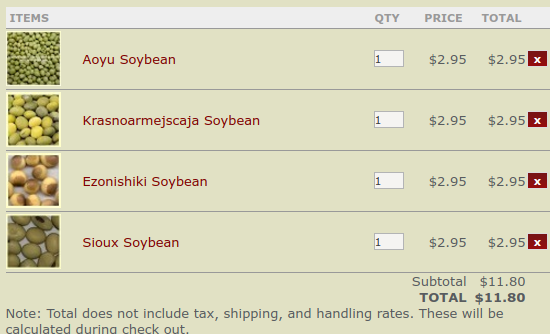 ITEMS QTY PRICE TOTAL
Aoyu Soybean 1 $2.95 $2.95 x
Krasnoarmejscaja Soybean 1 $2.95 $2.95 x
Ezonishiki Soybean 1 $2.95 $2.95 x
Sioux Soybean 1 $2.95 $2.95 x
Subtotal $11.80
TOTAL $11.80
Note: Total does not include tax, shipping, and handling rates. These will be
calculated during check out.